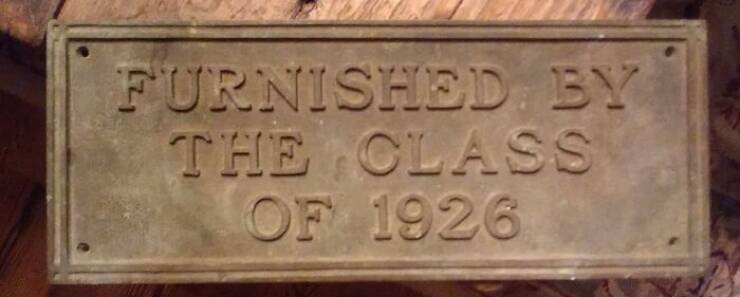 FURNISHED BY
THE CLASS
OF 1926